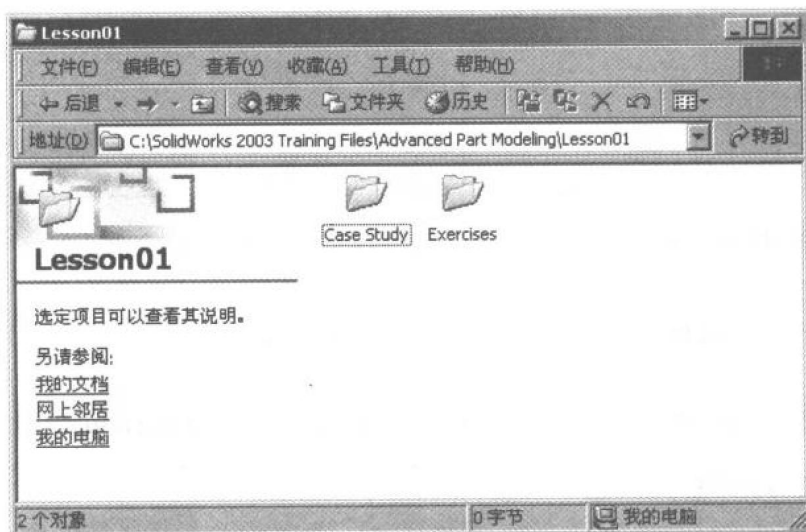 Lesson01
文件(F) 编辑(E) 查看(V) 收藏(A) 工具(T) 帮助(H)
后退 搜索 文件夹 历史
地址(D) C:\SolidWorks 2003 Training Files\Advanced Part Modeling\Lesson01 转到
Case Study Exercises
Lesson01
选定项目可以查看其说明。
另请参阅:
我的文档
网上邻居
我的电脑
2 个对象 0 字节 我的电脑